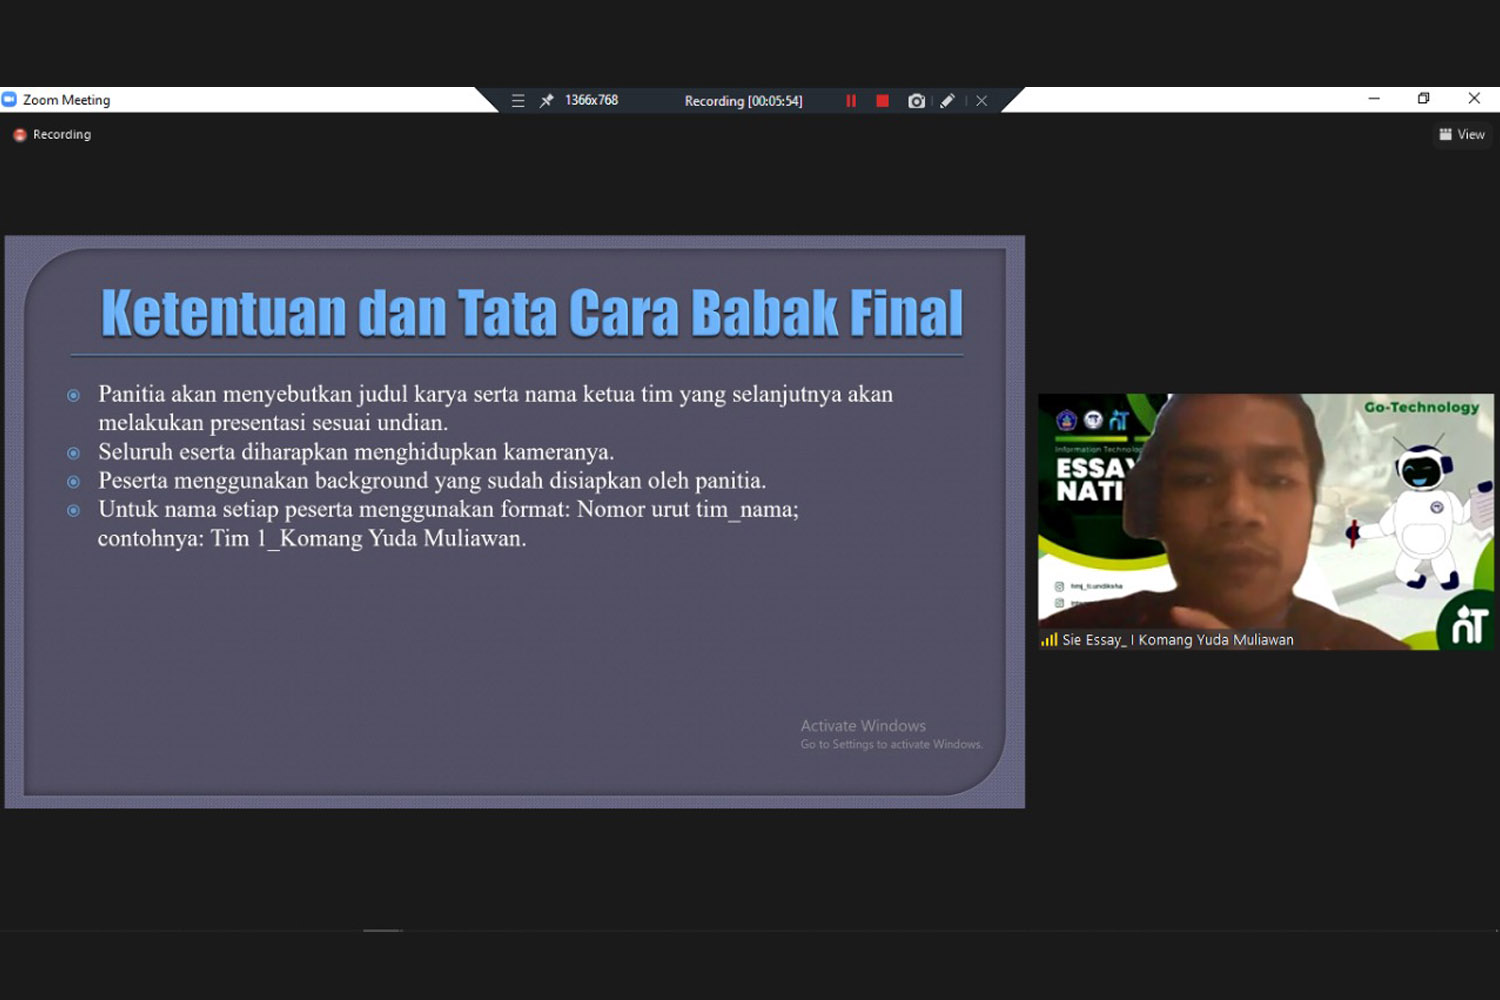 Zoom Meeting
1366x768
Recording [00:05:54]
Recording
View
Ketentuan dan Tata Cara Babak Final
Panitia akan menyebutkan judul karya serta nama ketua tim yang selanjutnya akan
melakukan presentasi sesuai undian.
Seluruh eserta diharapkan menghidupkan kameranya.
Peserta menggunakan background yang sudah disiapkan oleh panitia.
Untuk nama setiap peserta menggunakan format: Nomor urut tim_nama;
contohnya: Tim 1_Komang Yuda Muliawan.
Activate Windows
Go to Settings to activate Windows.
Go-Technology
Information
ESSAY
NATI
Sie Essay_ I Komang Yuda Muliawan